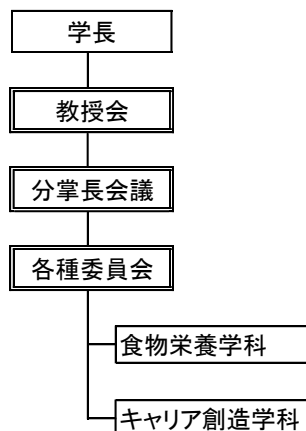 学長
教授会
分掌長会議
各種委員会
食物栄養学科
キャリア創造学科